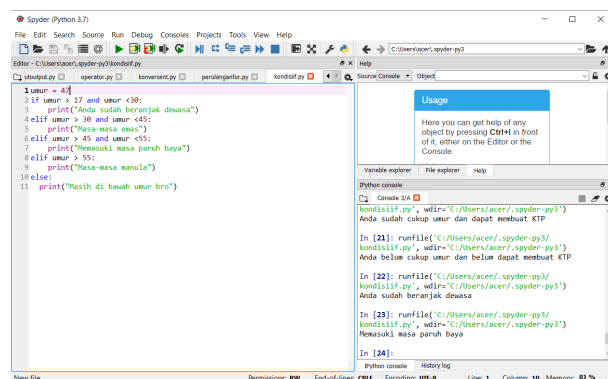 Spyder (Python 3.7)
File Edit Search Source Run Debug Consoles Projects Tools View Help
C:\Users\acer\.spyder-py3
Editor - C:\Users\acer\.spyder-py3\kondisiif.py
utoutput.py operator.py konversint.py perulanganfor.py kondisiif.py
1 umur = 47
2 if umur > 17 and umur <30:
3 print("Anda sudah beranjak dewasa")
4 elif umur > 30 and umur <45:
5 print("Masa-masa emas")
6 elif umur > 45 and umur <55:
7 print("Memasuki masa paruh baya")
8 elif umur > 55:
9 print("Masa-masa manula")
10 else:
11 print("Masih di bawah umur bro")
Help
Source Console Object
Usage
Here you can get help of any
object by pressing Ctrl+I in front
of it, either on the Editor or the
Console.
Variable explorer File explorer Help
IPython console
Console 3/A
kondisiif.py', wdir='C:/Users/acer/.spyder-py3')
Anda sudah cukup umur dan dapat membuat KTP
In [21]: runfile('C:/Users/acer/.spyder-py3/
kondisiif.py', wdir='C:/Users/acer/.spyder-py3')
Anda belum cukup umur dan belum dapat membuat KTP
In [22]: runfile('C:/Users/acer/.spyder-py3/
kondisiif.py', wdir='C:/Users/acer/.spyder-py3')
Anda sudah beranjak dewasa
In [23]: runfile('C:/Users/acer/.spyder-py3/
kondisiif.py', wdir='C:/Users/acer/.spyder-py3')
Memasuki masa paruh baya
In [24]:
IPython console History log
New file Permissions: RW End-of-lines: CRLF Encoding: UTF-8 Line: 1 Column: 10 Memory: 81 %